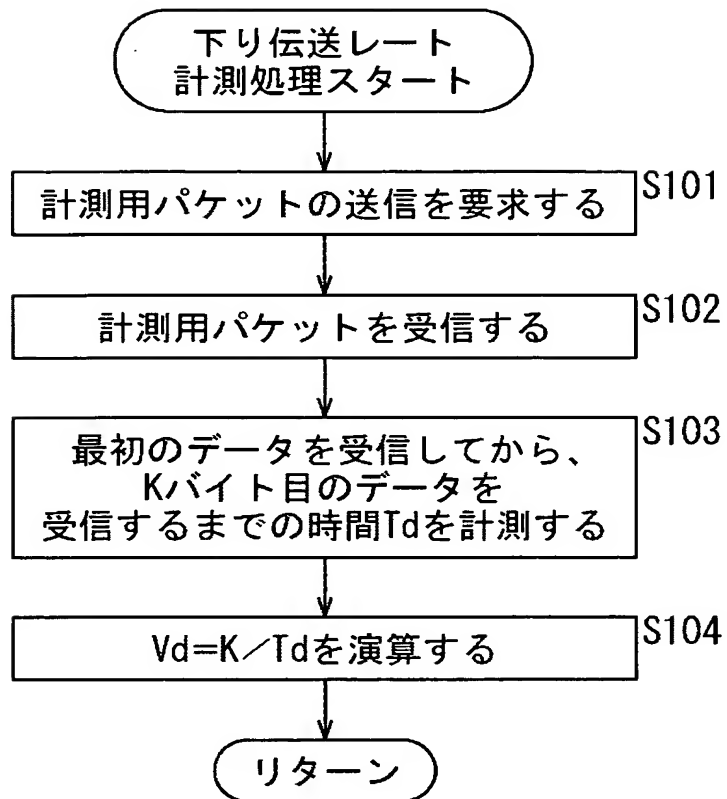 下り伝送レート
計測処理スタート
計測用パケットの送信を要求する
S101
計測用パケットを受信する
S102
最初のデータを受信してから、
Kバイト目のデータを
受信するまでの時間Tdを計測する
S103
Vd=K／Tdを演算する
S104
リターン